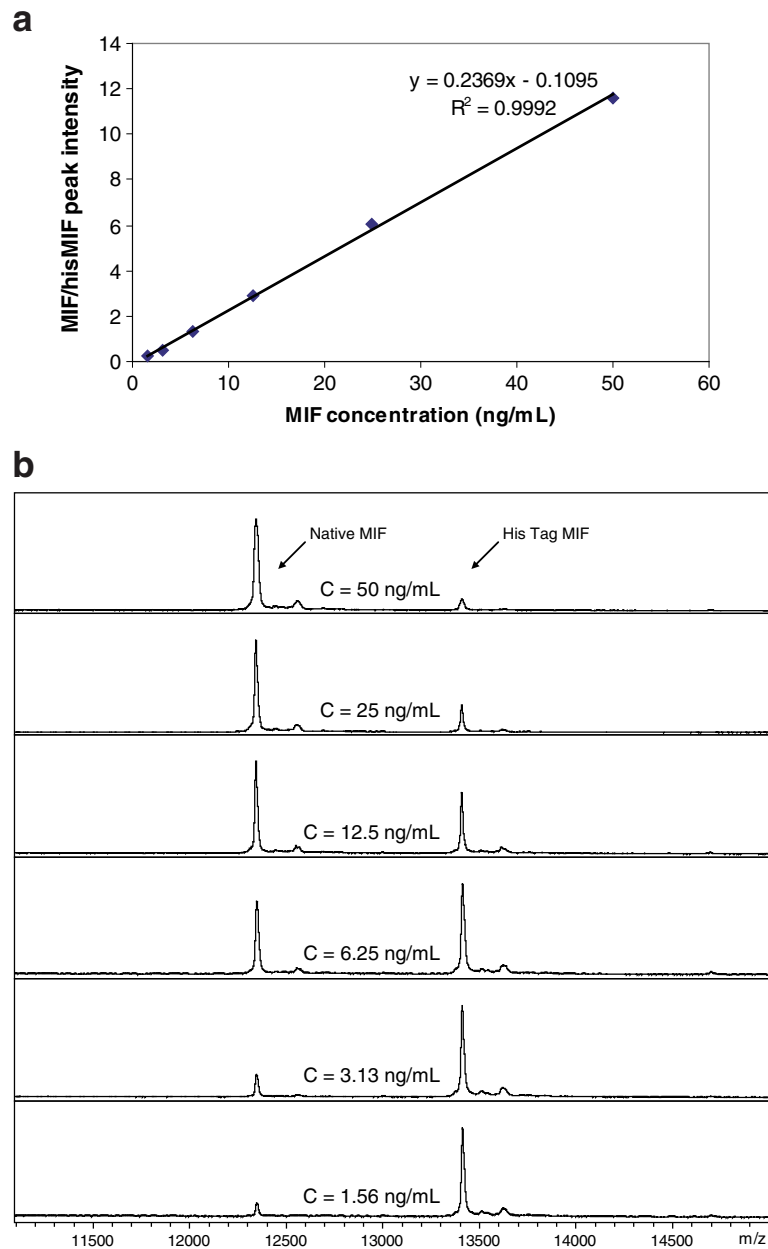 a
14
12
10
8
6
4
2
0
y = 0.2369x - 0.1095
R² = 0.9992
MIF/hisMIF peak intensity
0 10 20 30 40 50 60
MIF concentration (ng/mL)
b
Native MIF
His Tag MIF
C = 50 ng/mL
C = 25 ng/mL
C = 12.5 ng/mL
C = 6.25 ng/mL
C = 3.13 ng/mL
C = 1.56 ng/mL
11500 12000 12500 13000 13500 14000 14500 m/z